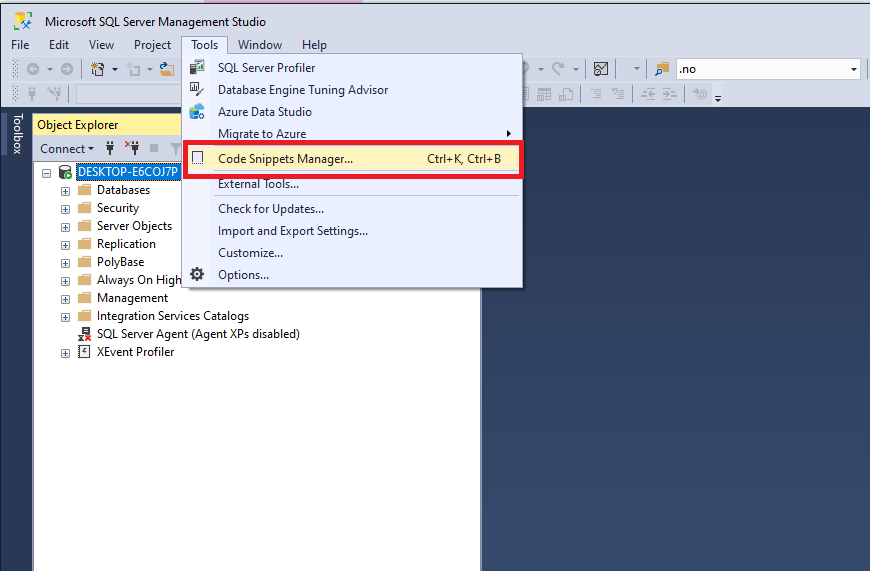 Microsoft SQL Server Management Studio
File Edit View Project Tools Window Help
.no
SQL Server Profiler
Database Engine Tuning Advisor
Azure Data Studio
Migrate to Azure
Code Snippets Manager... Ctrl+K, Ctrl+B
External Tools...
Check for Updates...
Import and Export Settings...
Customize...
Options...
Toolbox
Object Explorer
Connect
DESKTOP-E6COJ7P
Databases
Security
Server Objects
Replication
PolyBase
Always On High
Management
Integration Services Catalogs
SQL Server Agent (Agent XPs disabled)
XEvent Profiler